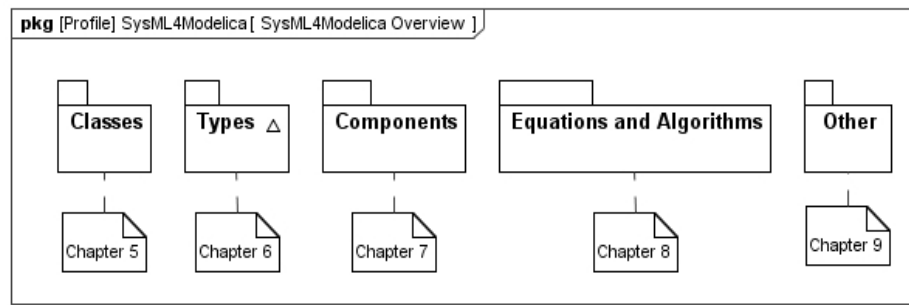 pkg [Profile] SysML4Modelica [ SysML4Modelica Overview ]
Classes
Types
Components
Equations and Algorithms
Other
Chapter 5
Chapter 6
Chapter 7
Chapter 8
Chapter 9